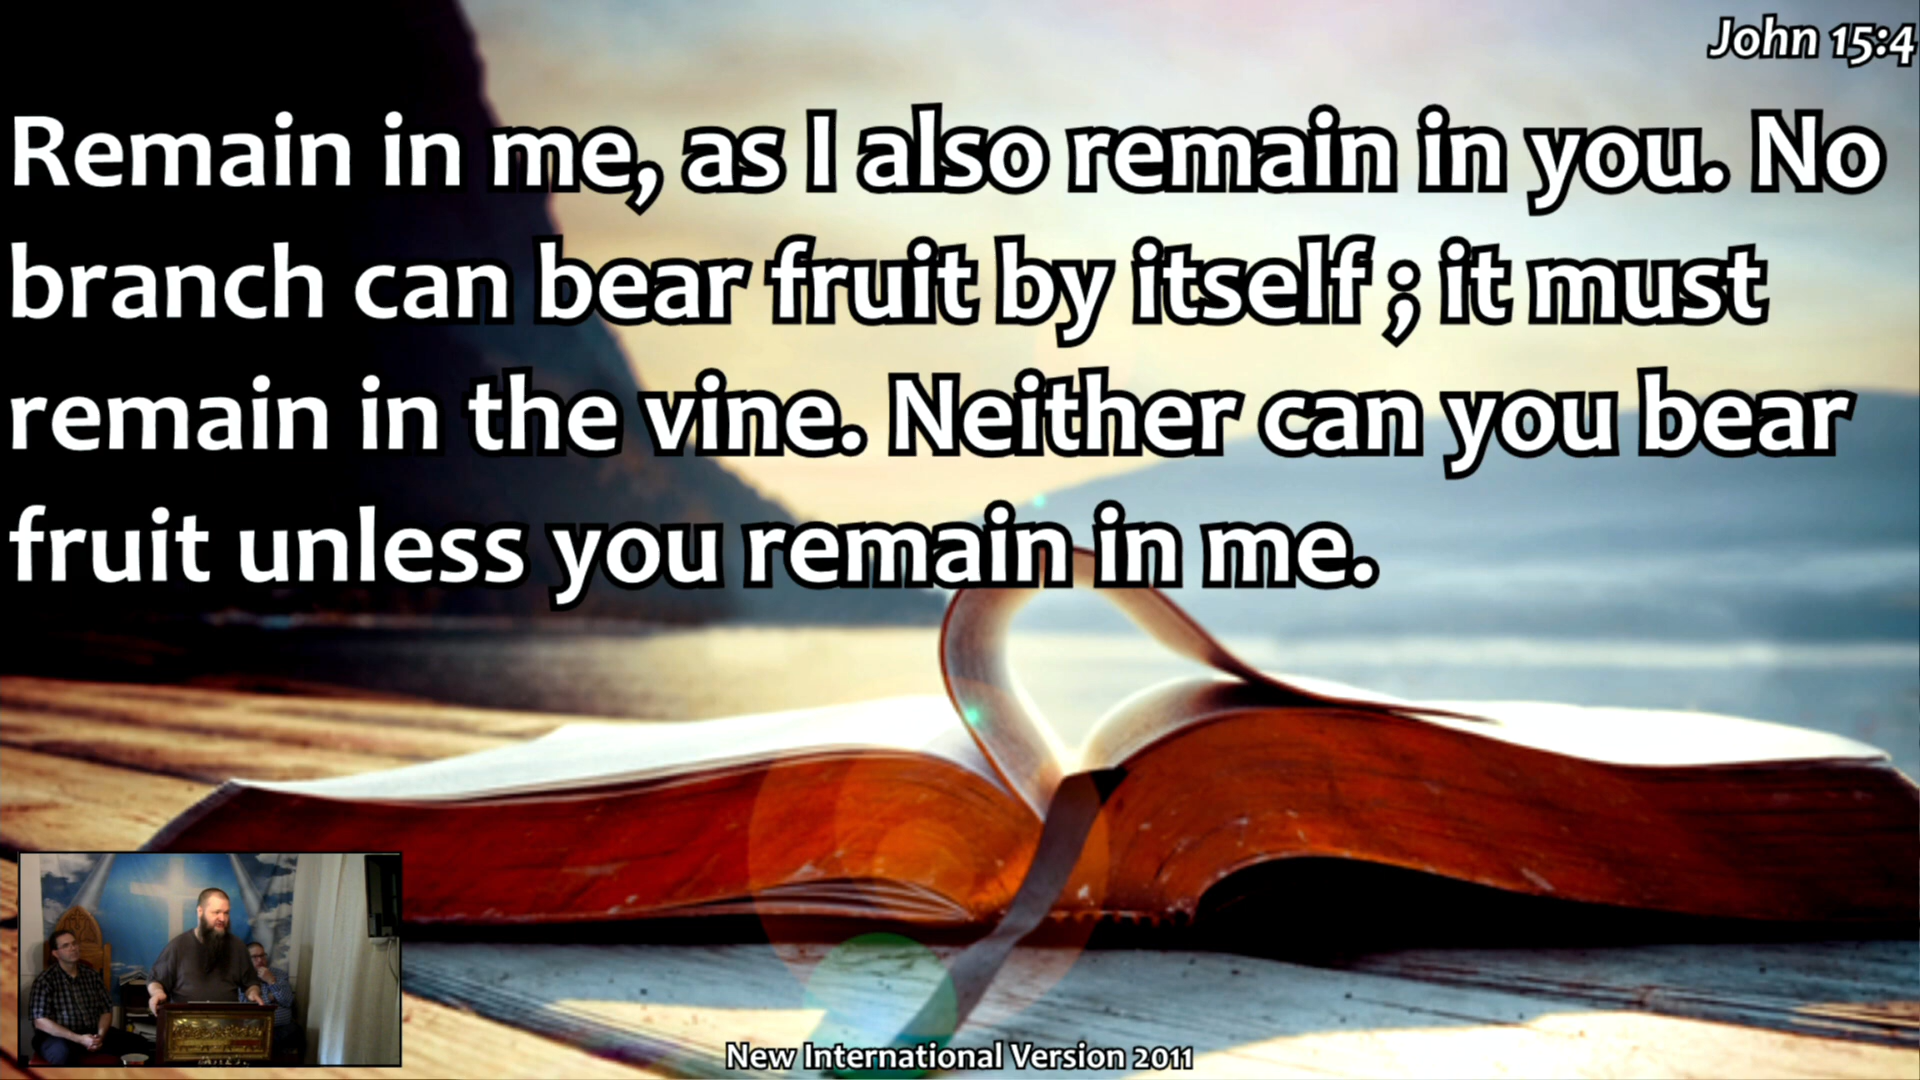 John 15:4
Remain in me, as I also remain in you. No
branch can bear fruit by itself ; it must
remain in the vine. Neither can you bear
fruit unless you remain in me.
New International Version 2011